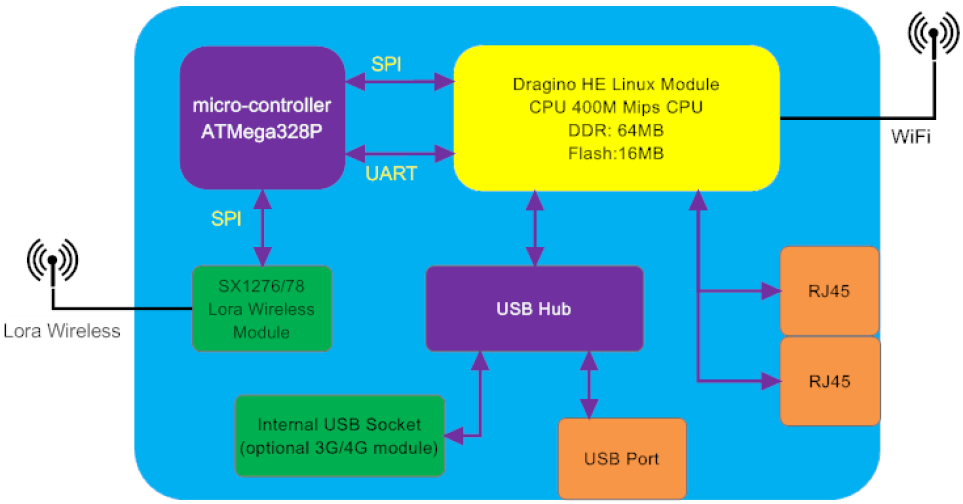 SPI
micro-controller
ATMega328P
Dragino HE Linux Module
CPU 400M Mips CPU
DDR: 64MB
Flash:16MB
WiFi
UART
SPI
SX1276/78
Lora Wireless
Module
Lora Wireless
USB Hub
RJ45
RJ45
Internal USB Socket
(optional 3G/4G module)
USB Port